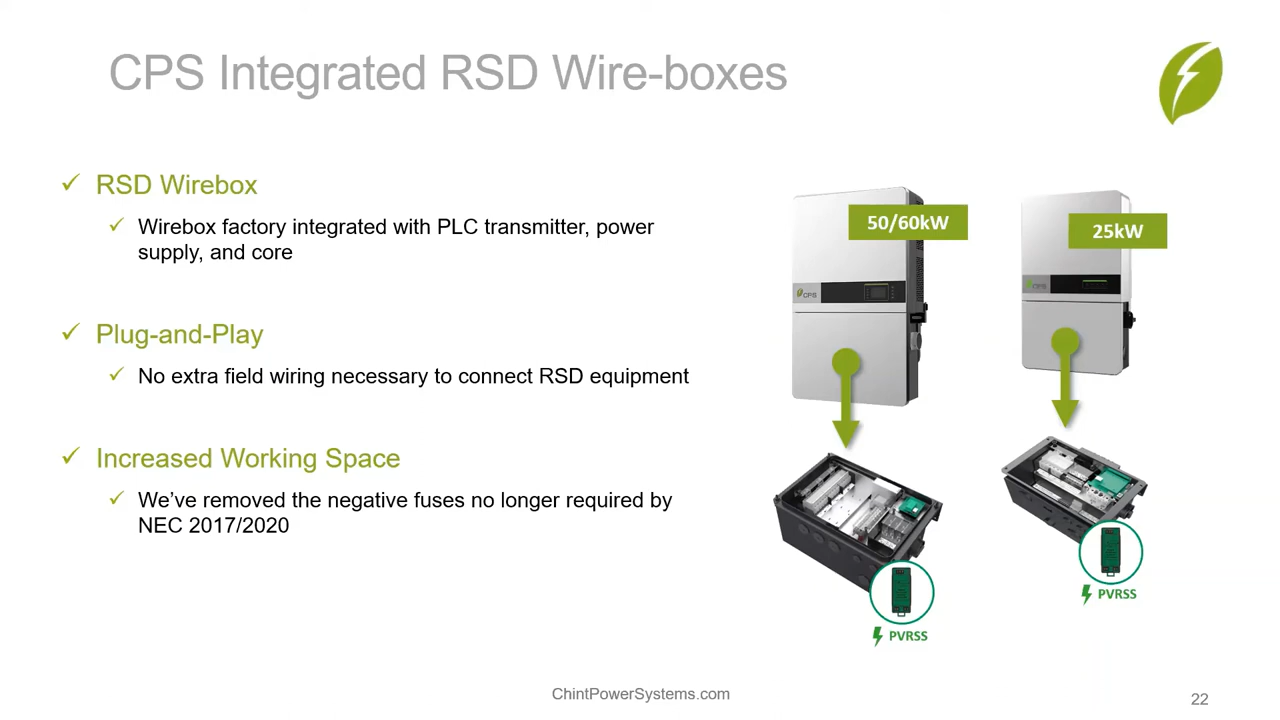 CPS Integrated RSD Wire-boxes
RSD Wirebox
Wirebox factory integrated with PLC transmitter, power
supply, and core
Plug-and-Play
No extra field wiring necessary to connect RSD equipment
Increased Working Space
We’ve removed the negative fuses no longer required by
NEC 2017/2020
50/60kW
25kW
CPS
CPS
PVRSS
PVRSS
ChintPowerSystems.com
22